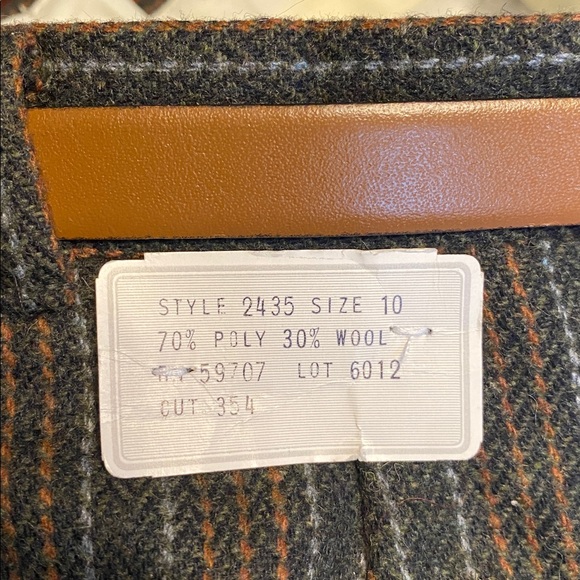 STYLE 2435 SIZE 10
70% POLY 30% WOOL
59707 LOT 6012
CUT 354